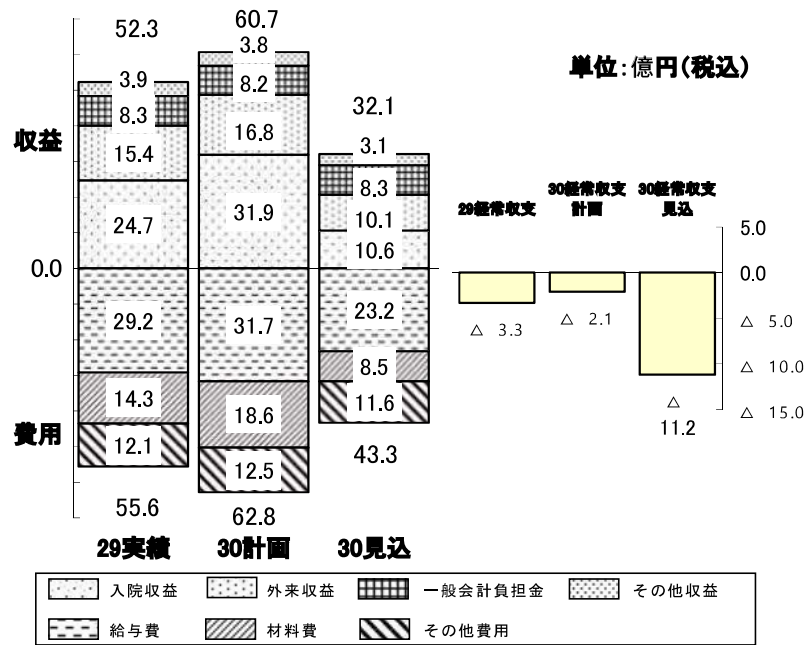 52.3
60.7
単位:億円(税込)
3.9
8.3
15.4
24.7
3.8
8.2
16.8
31.9
32.1
3.1
8.3
10.1
10.6
収益
0.0
費用
29.2
14.3
12.1
55.6
31.7
18.6
12.5
62.8
23.2
8.5
11.6
43.3
29実績
30計画
30見込
29経常収支
30経常収支
計画
30経常収支
見込
5.0
0.0
△ 5.0
△ 10.0
△ 15.0
△ 3.3
△ 2.1
△
11.2
入院収益
外来収益
一般会計負担金
その他収益
給与費
材料費
その他費用